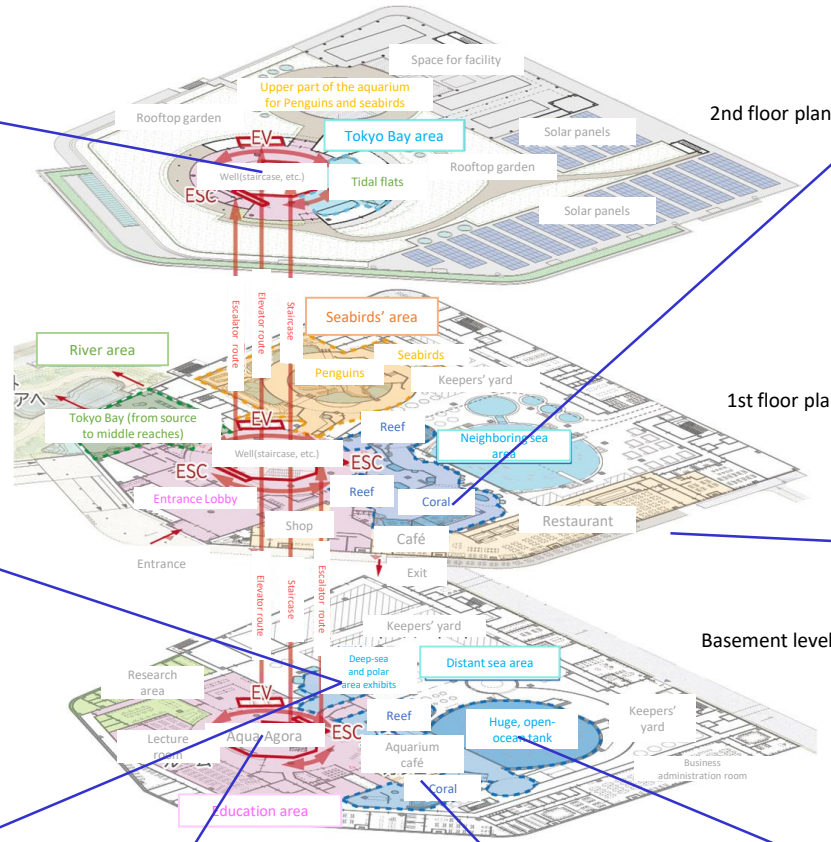 Space for facility
Upper part of the aquarium
for Penguins and seabirds
2nd floor plan
Rooftop garden
EV
Tokyo Bay area
Solar panels
Rooftop garden
Well(staircase, etc.)
Tidal flats
ESC
Solar panels
Escalator route
Elevator route
Staircase
Seabirds' area
River area
Seabirds
Penguins
Keepers' yard
アへ
1st floor pla
Tokyo Bay (from source
to middle reaches)
EV
Reef
Neighboring sea
area
Well(staircase, etc.)
ESC
ESC
Entrance Lobby
Reef
Coral
Shop
Restaurant
Café
Entrance
Exit
Elevator route
Staircase
Escalator route
Keepers' yard
Basement level
Deep-sea
and polar
area exhibits
Distant sea area
Research
area
EV
Reef
Huge, open-
ocean tank
Keepers'
yard
Lecture
room
Aqua Agora
ESC
Aquarium
café
Business
administration room
Coral
Education area